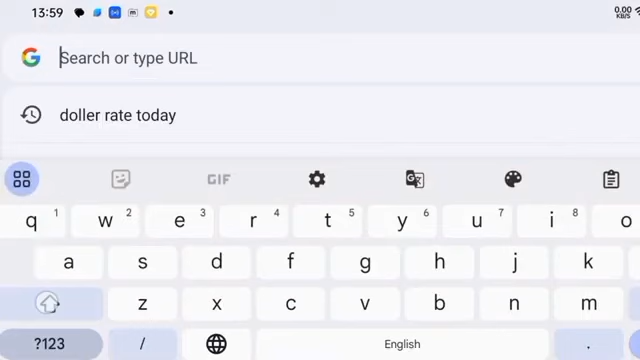 13:59
0.00
KB/S
Search or type URL
doller rate today
GIF
q 1 w 2 e 3 r 4 t 5 y 6 u 7 i 8 o
a s d f g h j k
z x c v b n m
?123 / English .